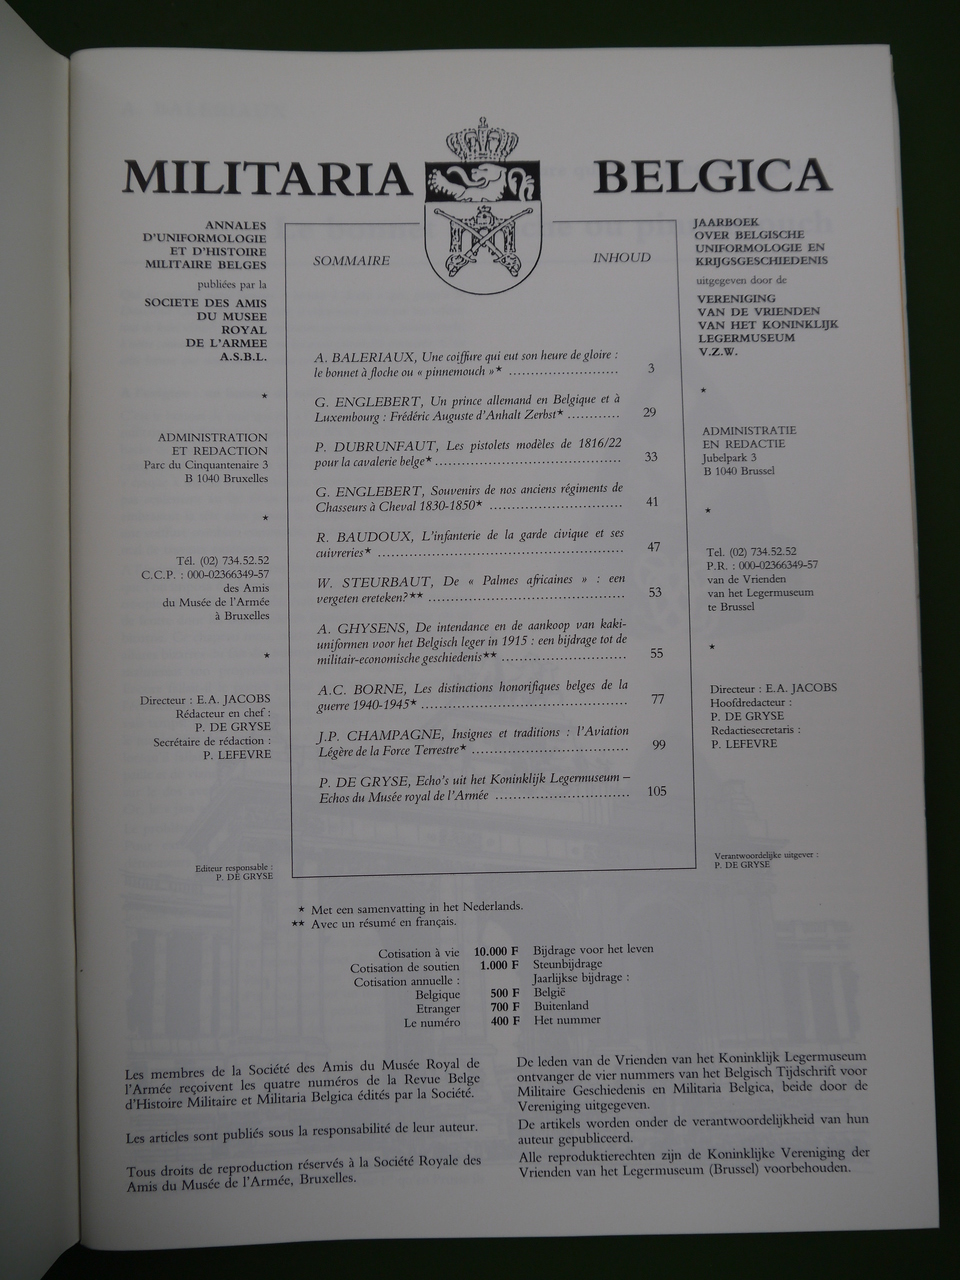 MILITARIA BELGICA
ANNALES
D'UNIFORMOLOGIE
ET D'HISTOIRE
MILITAIRE BELGES
publiées par la
SOCIETE DES AMIS
DU MUSEE
ROYAL
DE L'ARMEE
A.S.B.L.
*
ADMINISTRATION
ET REDACTION
Parc du Cinquantenaire 3
B 1040 Bruxelles
*
Tél. (02) 734.52.52
C.C.P. : 000-02366349-57
des Amis
du Musée de l'Armée
à Bruxelles
*
Directeur : E.A. JACOBS
Rédacteur en chef :
P. DE GRYSE
Secrétaire de rédaction :
P. LEFEVRE
Editeur responsable :
P. DE GRYSE
SOMMAIRE INHOUD
A. BALERIAUX, Une coiffure qui eut son heure de gloire :
le bonnet à floche ou « pinnemouch »* ......................... 3
G. ENGLEBERT, Un prince allemand en Belgique et à
Luxembourg : Frédéric Auguste d'Anhalt Zerbst* ............ 29
P. DUBRUNFAUT, Les pistolets modèles de 1816/22
pour la cavalerie belge* .......................................... 33
G. ENGLEBERT, Souvenirs de nos anciens régiments de
Chasseurs à Cheval 1830-1850* .............................. 41
R. BAUDOUX, L'infanterie de la garde civique et ses
cuivreries* ........................................................ 47
W. STEURBAUT, De « Palmes africaines » : een
vergeten ereteken?** ............................................. 53
A. GHYSENS, De intendance en de aankoop van kaki-
uniformen voor het Belgisch leger in 1915 : een bijdrage tot de
militair-economische geschiedenis** ............................. 55
A.C. BORNE, Les distinctions honorifiques belges de la
guerre 1940-1945* ................................................ 77
J.P. CHAMPAGNE, Insignes et traditions : l'Aviation
Légère de la Force Terrestre* .................................... 99
P. DE GRYSE, Echo's uit het Koninklijk Legermuseum –
Echos du Musée royal de l'Armée ............................... 105
JAARBOEK
OVER BELGISCHE
UNIFORMOLOGIE EN
KRIJGSGESCHIEDENIS
uitgegeven door de
VERENIGING
VAN DE VRIENDEN
VAN HET KONINKLIJK
LEGERMUSEUM
V.Z.W.
*
ADMINISTRATIE
EN REDACTIE
Jubelpark 3
B 1040 Brussel
*
Tel. (02) 734.52.52
P.R. : 000-02366349-57
van de Vrienden
van het Legermuseum
te Brussel
*
Directeur : E.A. JACOBS
Hoofdredacteur :
P. DE GRYSE
Redactiesecretaris :
P. LEFEVRE
Verantwoordelijke uitgever :
P. DE GRYSE
* Met een samenvatting in het Nederlands.
** Avec un résumé en français.
Cotisation à vie 10.000 F Bijdrage voor het leven
Cotisation de soutien 1.000 F Steunbijdrage
Cotisation annuelle : Jaarlijkse bijdrage :
Belgique 500 F België
Etranger 700 F Buitenland
Le numéro 400 F Het nummer
Les membres de la Société des Amis du Musée Royal de
l'Armée reçoivent les quatre numéros de la Revue Belge
d'Histoire Militaire et Militaria Belgica édités par la Société.
Les articles sont publiés sous la responsabilité de leur auteur.
Tous droits de reproduction réservés à la Société Royale des
Amis du Musée de l'Armée, Bruxelles.
De leden van de Vrienden van het Koninklijk Legermuseum
ontvanger de vier nummers van het Belgisch Tijdschrift voor
Militaire Geschiedenis en Militaria Belgica, beide door de
Vereniging uitgegeven.
De artikels worden onder de verantwoordelijkheid van hun
auteur gepubliceerd.
Alle reproduktierechten zijn de Koninklijke Vereniging der
Vrienden van het Legermuseum (Brussel) voorbehouden.